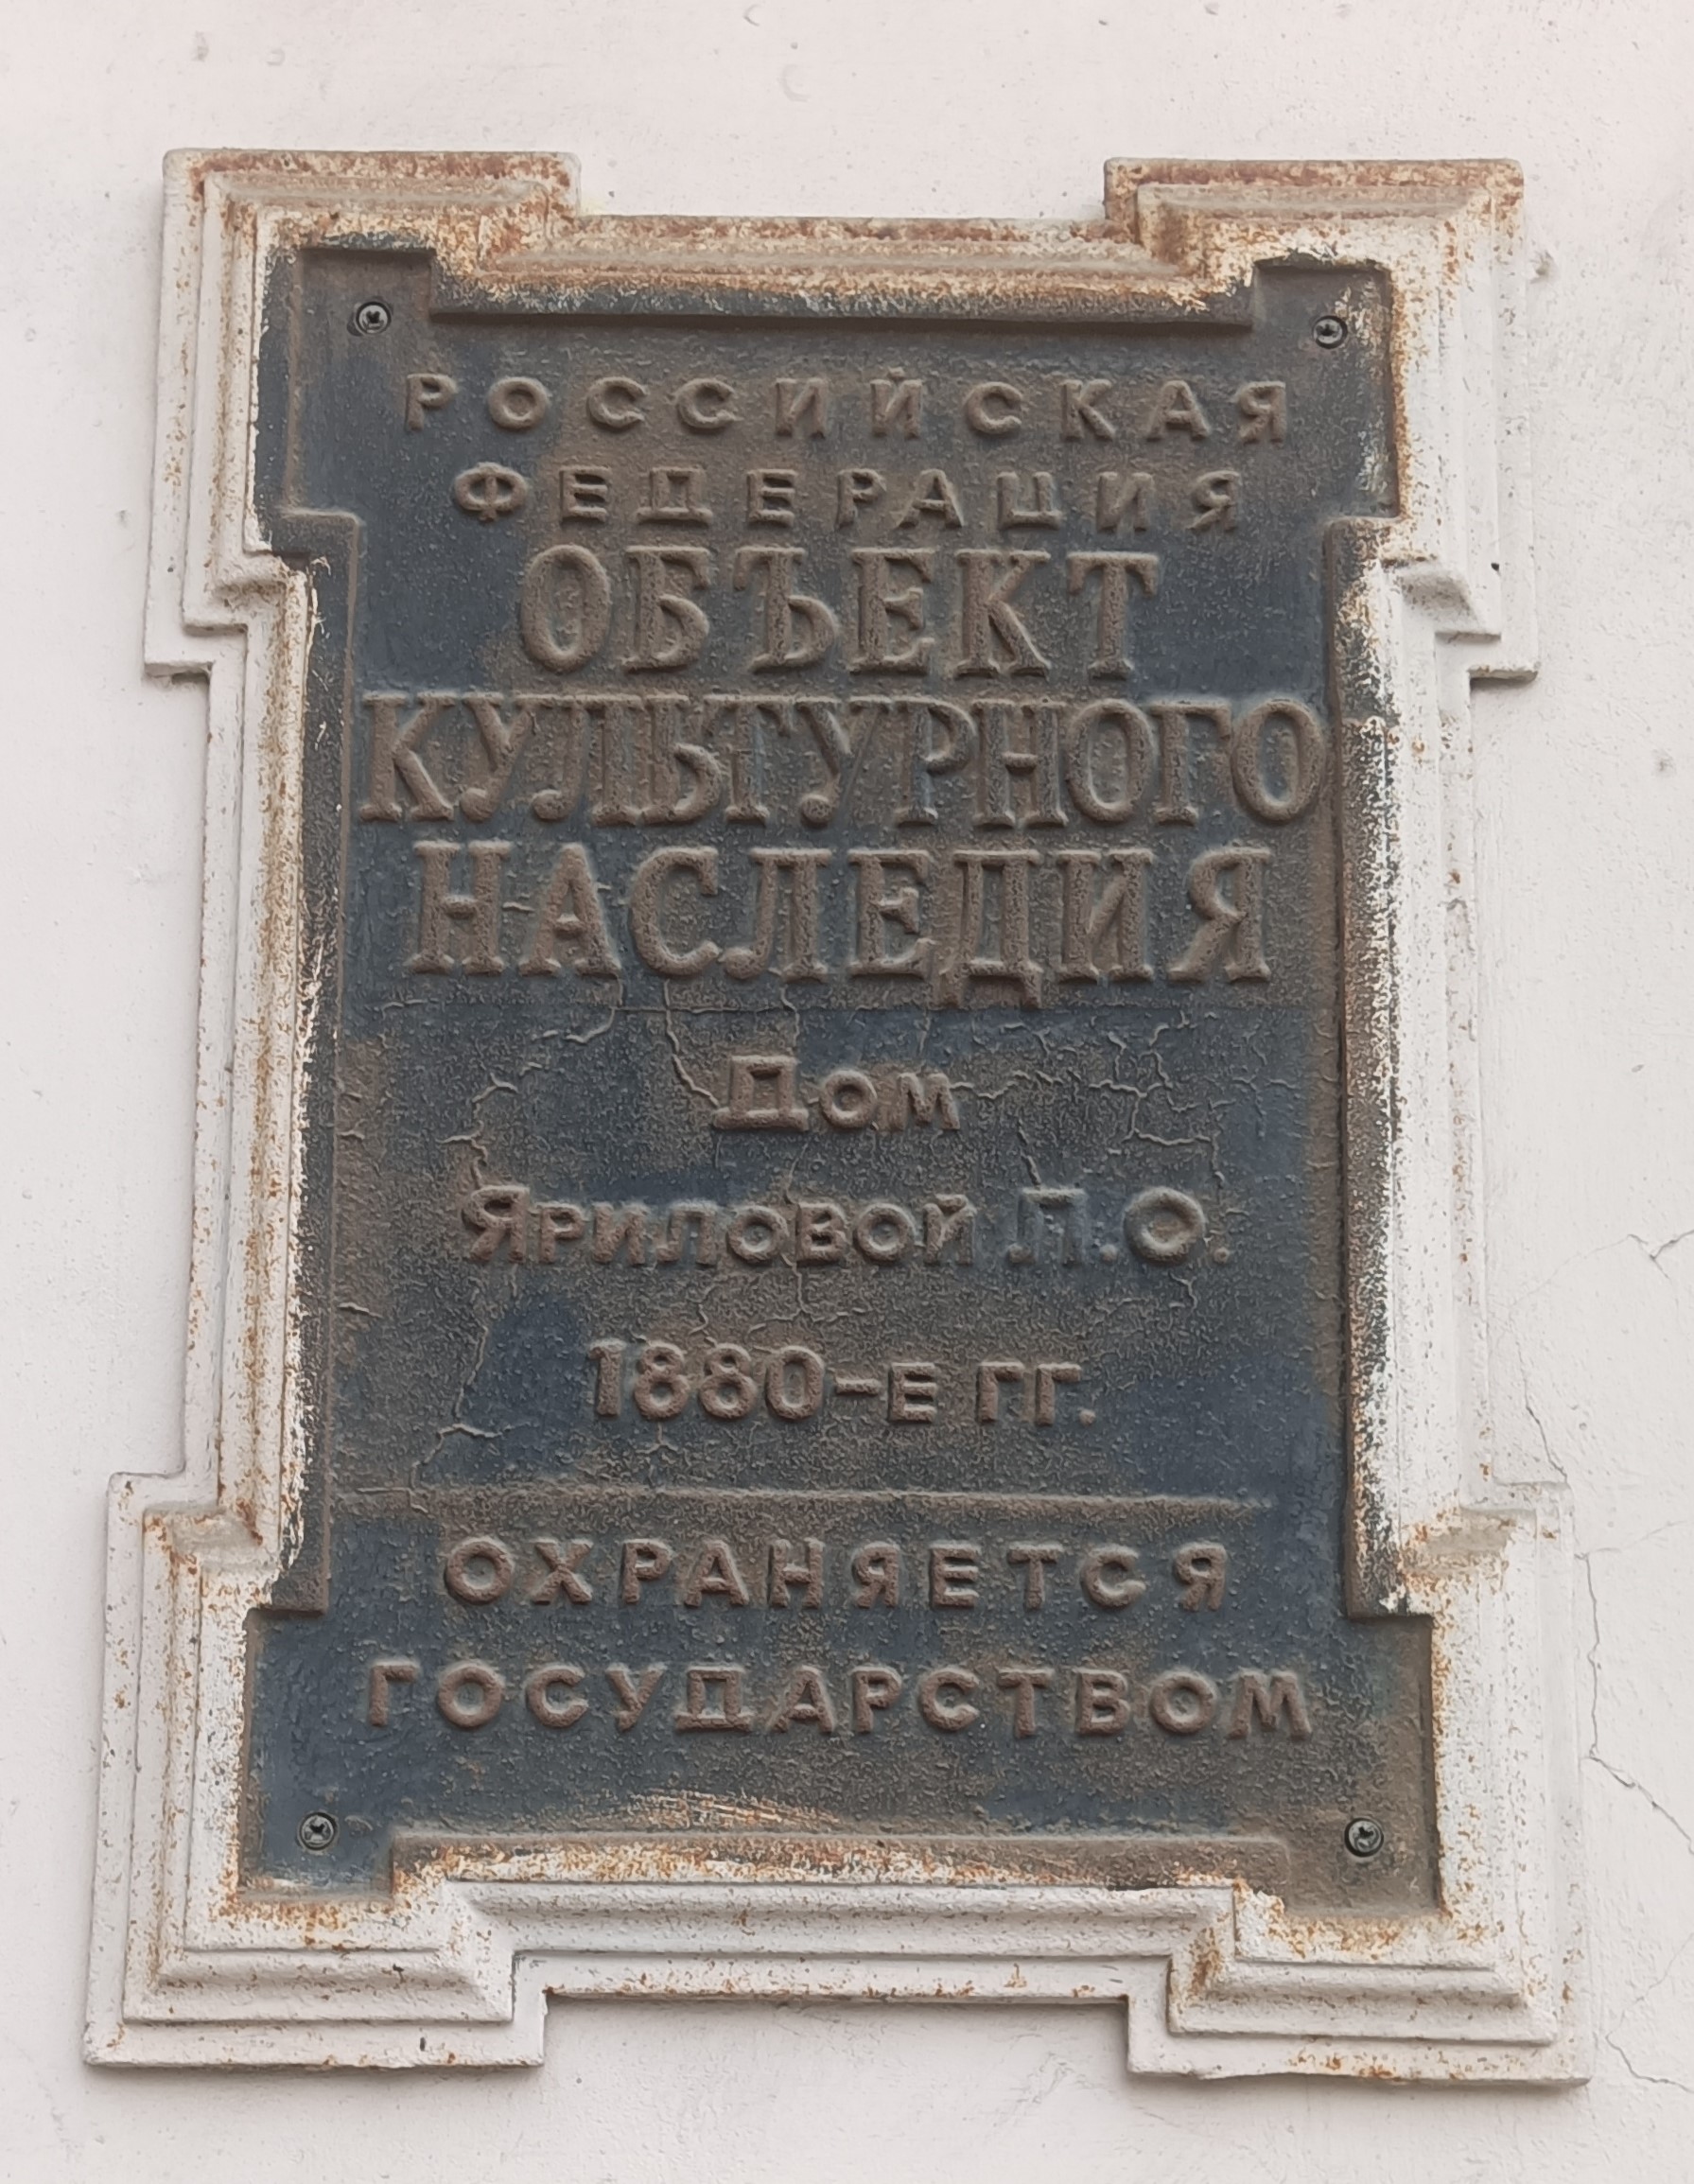 РОССИЙСКАЯ
ФЕДЕРАЦИЯ
ОБЪЕКТ
КУЛЬТУРНОГО
НАСЛЕДИЯ
Дом
Яриловой Л.О.
1880-е гг.
ОХРАНЯЕТСЯ
ГОСУДАРСТВОМ